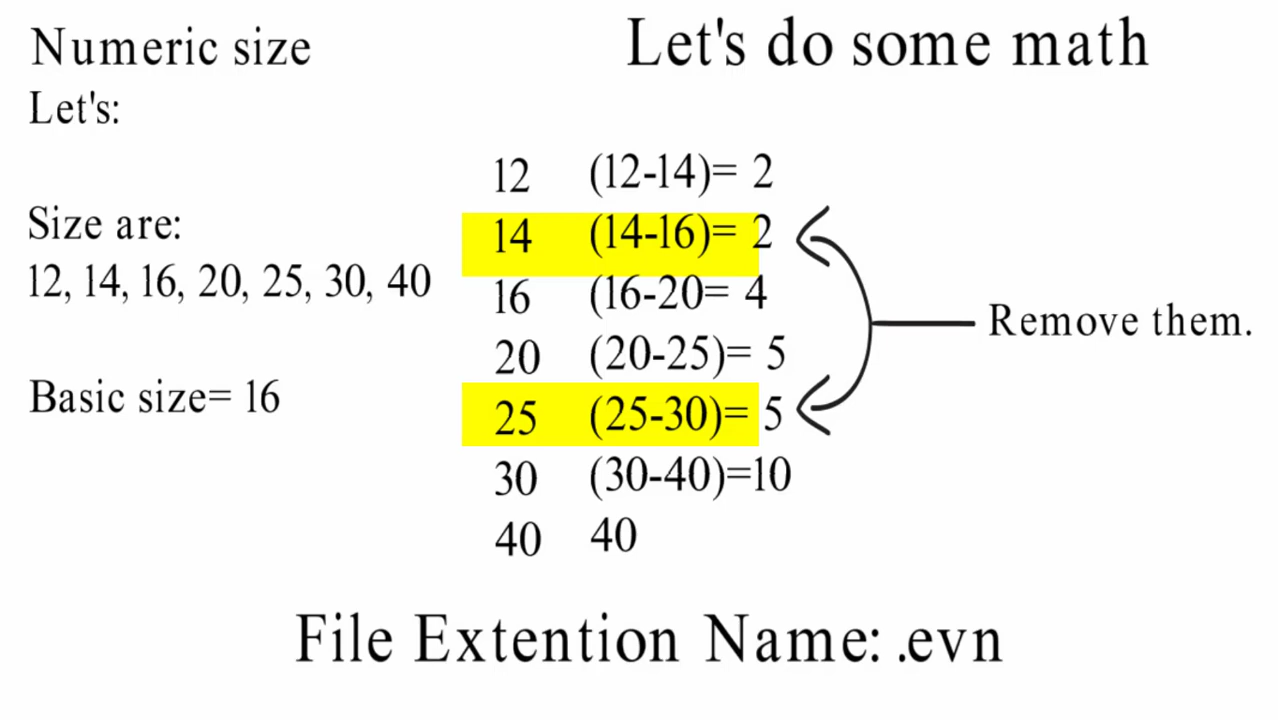 Numeric size
Let's:
Size are:
12, 14, 16, 20, 25, 30, 40
Basic size= 16
Let's do some math
12 (12-14)= 2
14 (14-16)= 2
16 (16-20= 4
20 (20-25)= 5
25 (25-30)= 5
30 (30-40)=10
40 40
Remove them.
File Extention Name: .evn